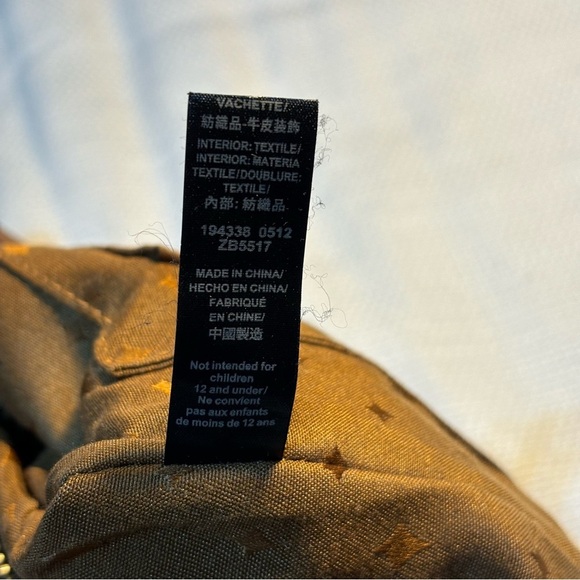 VACHETTE/
紡織品-牛皮装飾
INTERIOR: TEXTILE/
INTERIOR: MATERIA
TEXTILE/DOUBLURE:
TEXTILE/
内部: 紡織品
194338 0512
ZB5517
MADE IN CHINA/
HECHO EN CHINA/
FABRIQUÉ
EN CHINE/
中國製造
Not intended for
children
12 and under/
Ne convient
pas aux enfants
de moins de 12 ans